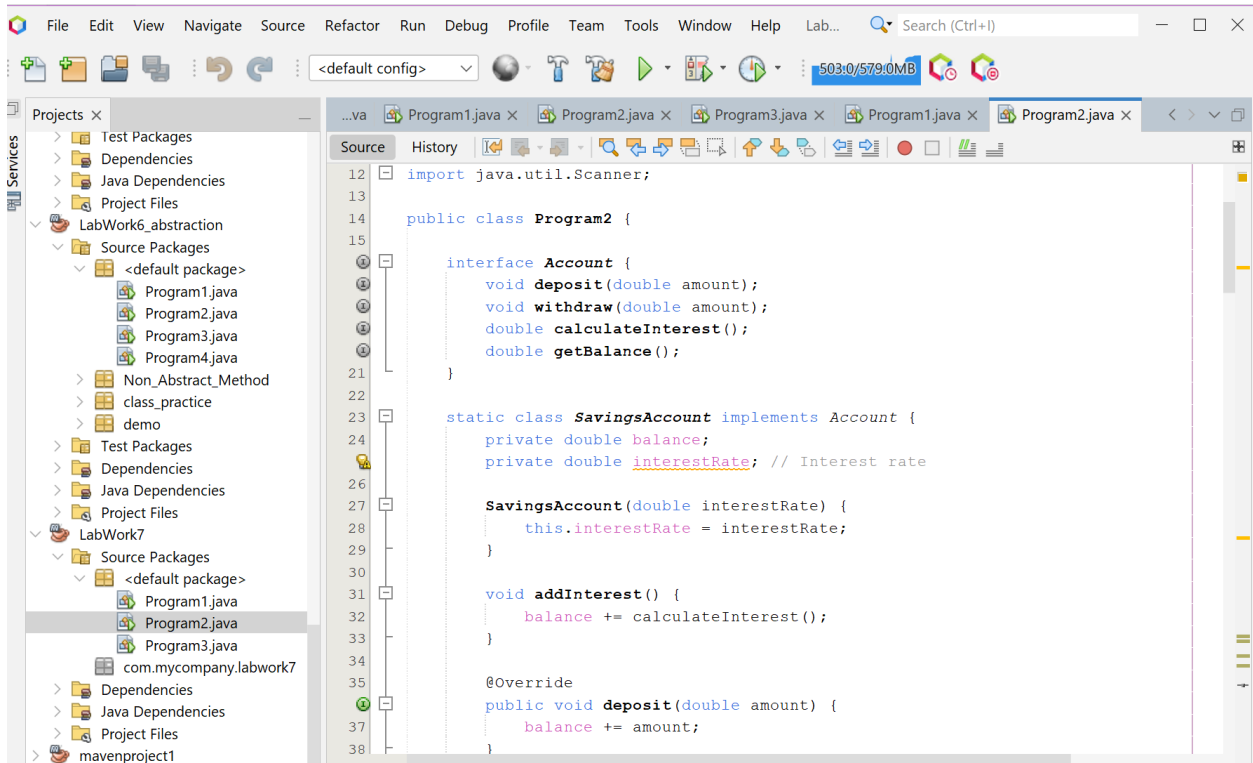 File Edit View Navigate Source Refactor Run Debug Profile Team Tools Window Help Lab... Search (Ctrl+I)
<default config> 503.0/579.0MB
Projects
...va Program1.java Program2.java Program3.java Program1.java Program2.java
Services
Source History
Test Packages
Dependencies
Java Dependencies
Project Files
LabWork6_abstraction
Source Packages
<default package>
Program1.java
Program2.java
Program3.java
Program4.java
Non_Abstract_Method
class_practice
demo
Test Packages
Dependencies
Java Dependencies
Project Files
LabWork7
Source Packages
<default package>
Program1.java
Program2.java
Program3.java
com.mycompany.labwork7
Dependencies
Java Dependencies
Project Files
mavenproject1
12 import java.util.Scanner;
13
14 public class Program2 {
15
interface Account {
void deposit(double amount);
void withdraw(double amount);
double calculateInterest();
double getBalance();
21 }
22
23 static class SavingsAccount implements Account {
24 private double balance;
private double interestRate; // Interest rate
26
27 SavingsAccount(double interestRate) {
28 this.interestRate = interestRate;
29 }
30
31 void addInterest() {
32 balance += calculateInterest();
33 }
34
35 @Override
public void deposit(double amount) {
37 balance += amount;
38 }